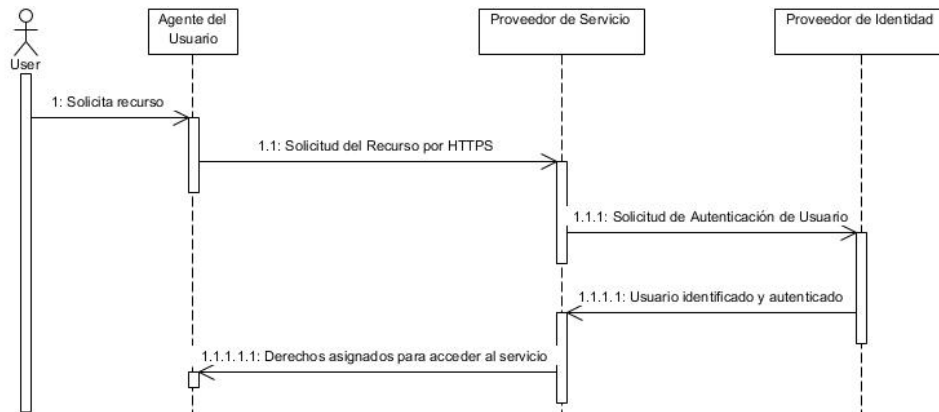 Agente del
Usuario
Proveedor de Servicio
Proveedor de Identidad
User
1: Solicita recurso
1.1: Solicitud del Recurso por HTTPS
1.1.1: Solicitud de Autenticación de Usuario
1.1.1.1: Usuario identificado y autenticado
1.1.1.1.1: Derechos asignados para acceder al servicio